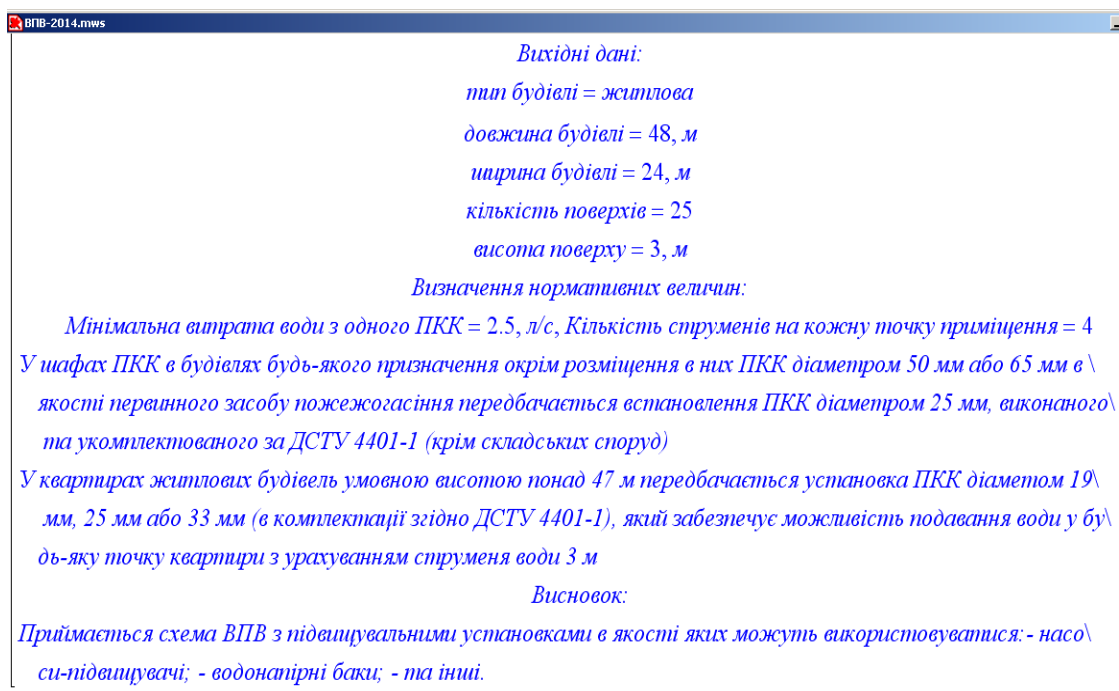 ВПВ-2014.mws
Вихідні дані:
тип будівлі = житлова
довжина будівлі = 48, м
ширина будівлі = 24, м
кількість поверхів = 25
висота поверху = 3, м
Визначення нормативних величин:
Мінімальна витрата води з одного ПКК = 2.5, л/с, Кількість струменів на кожну точку приміщення = 4
У шафах ПКК в будівлях будь-якого призначення окрім розміщення в них ПКК діаметром 50 мм або 65 мм в \
якості первинного засобу пожежогасіння передбачається встановлення ПКК діаметром 25 мм, виконаного\
та укомплектованого за ДСТУ 4401-1 (крім складських споруд)
У квартирах житлових будівель умовною висотою понад 47 м передбачається установка ПКК діаметом 19\
мм, 25 мм або 33 мм (в комплектації згідно ДСТУ 4401-1), який забезпечує можливість подавання води у бу\
дь-яку точку квартири з урахуванням струменя води 3 м
Висновок:
Приймається схема ВПВ з підвищувальними установками в якості яких можуть використовуватися:- насо\
си-підвищувачі; - водонапірні баки; - та інші.